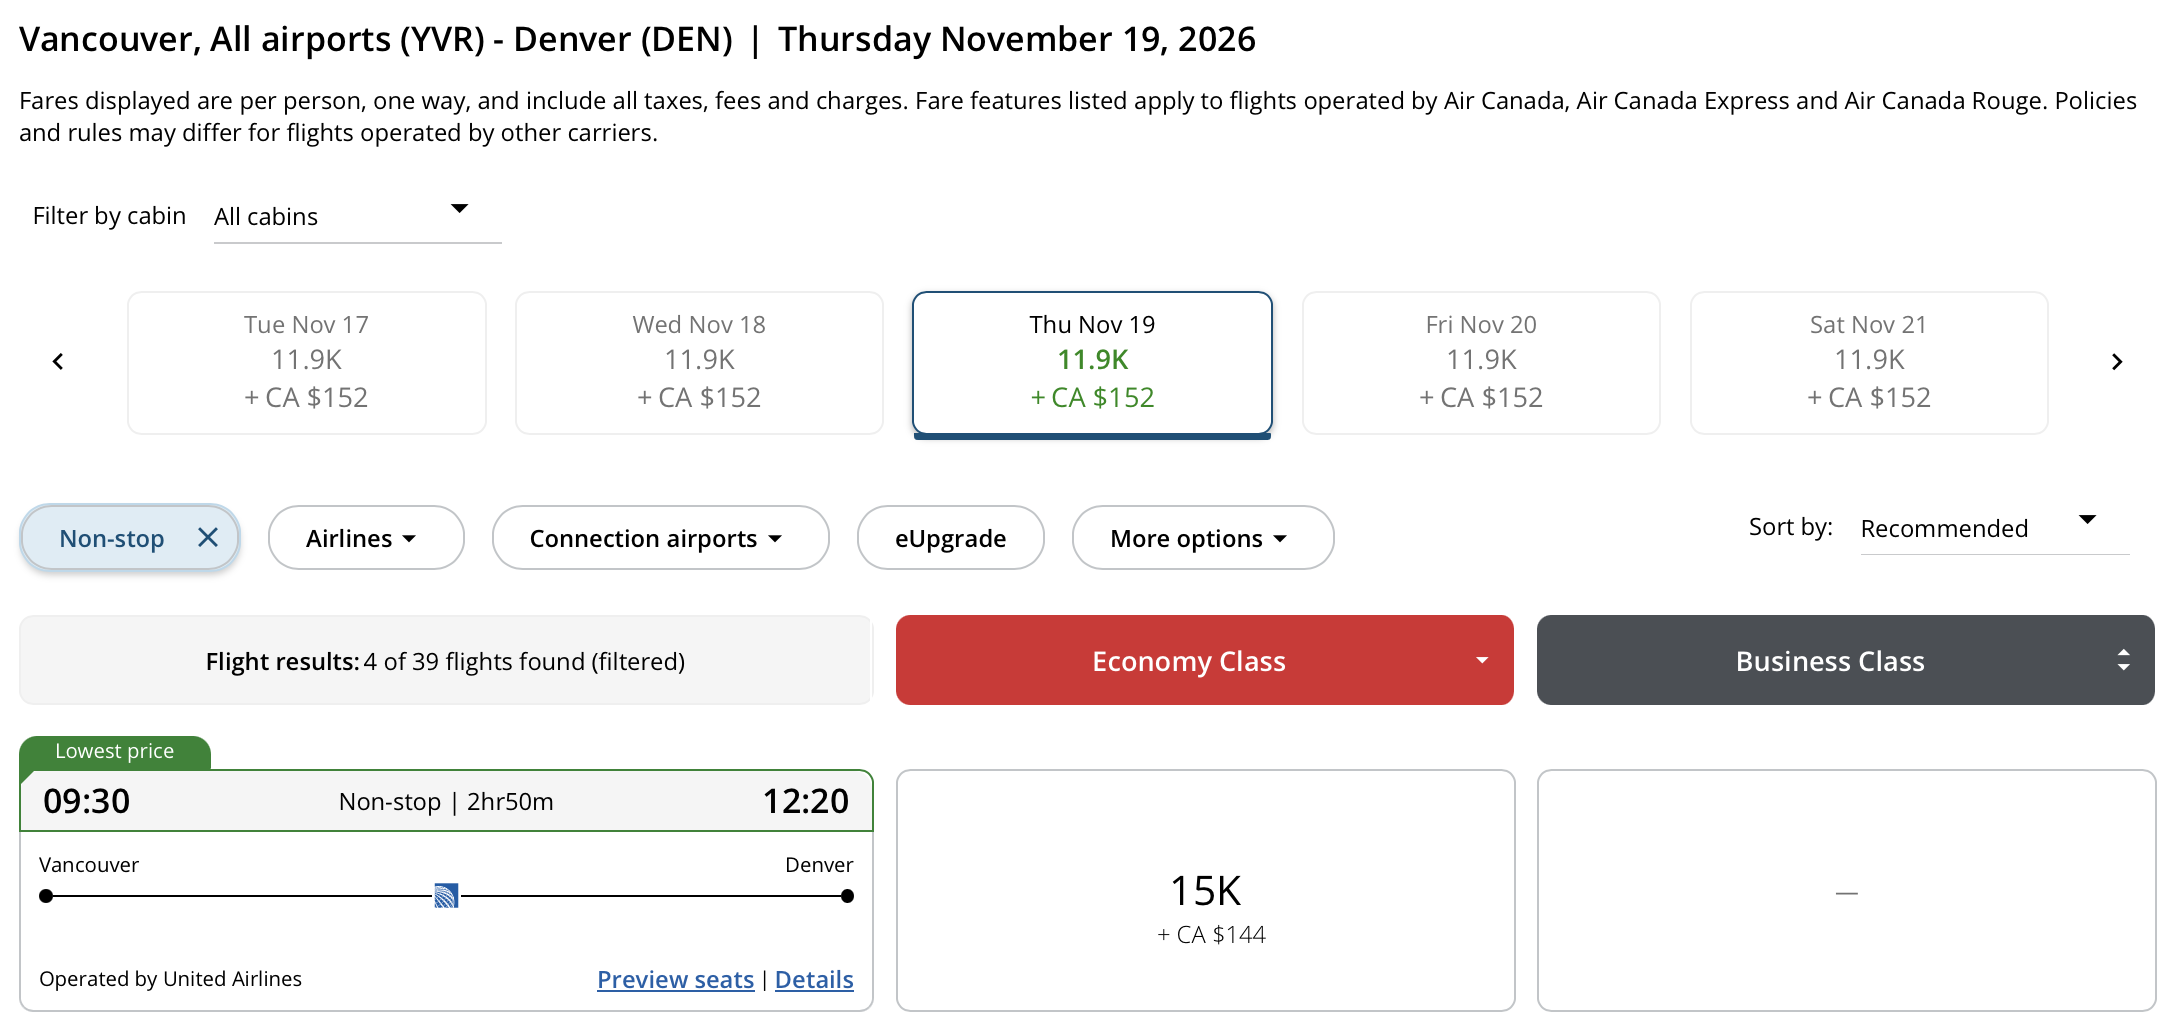 Vancouver, All airports (YVR) - Denver (DEN) | Thursday November 19, 2026
Fares displayed are per person, one way, and include all taxes, fees and charges. Fare features listed apply to flights operated by Air Canada, Air Canada Express and Air Canada Rouge. Policies
and rules may differ for flights operated by other carriers.
Filter by cabin All cabins
Tue Nov 17
11.9K
+ CA $152
Wed Nov 18
11.9K
+ CA $152
Thu Nov 19
11.9K
+ CA $152
Fri Nov 20
11.9K
+ CA $152
Sat Nov 21
11.9K
+ CA $152
Non-stop Airlines Connection airports eUpgrade More options Sort by: Recommended
Flight results: 4 of 39 flights found (filtered) Economy Class Business Class
Lowest price
09:30 Non-stop | 2hr50m 12:20
Vancouver Denver
Operated by United Airlines Preview seats | Details
15K
+ CA $144
—